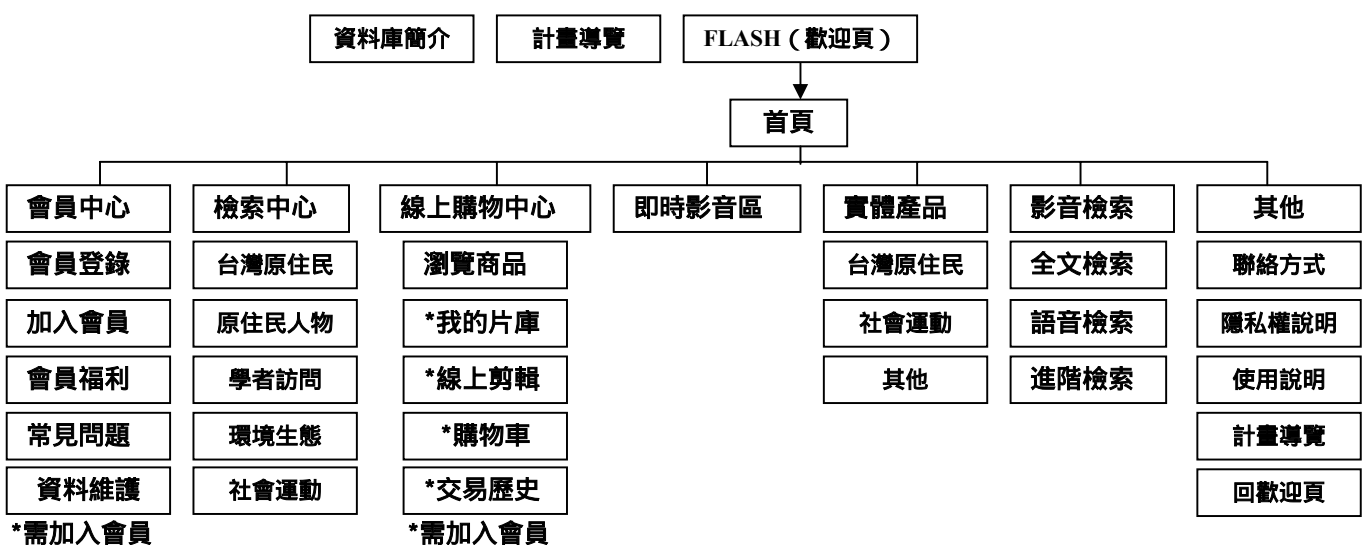 資料庫簡介
計畫導覽
FLASH（歡迎頁）
首頁
會員中心
會員登錄
加入會員
會員福利
常見問題
資料維護
*需加入會員
檢索中心
台灣原住民
原住民人物
學者訪問
環境生態
社會運動
線上購物中心
瀏覽商品
*我的片庫
*線上剪輯
*購物車
*交易歷史
*需加入會員
即時影音區
實體產品
台灣原住民
社會運動
其他
影音檢索
全文檢索
語音檢索
進階檢索
其他
聯絡方式
隱私權說明
使用說明
計畫導覽
回歡迎頁